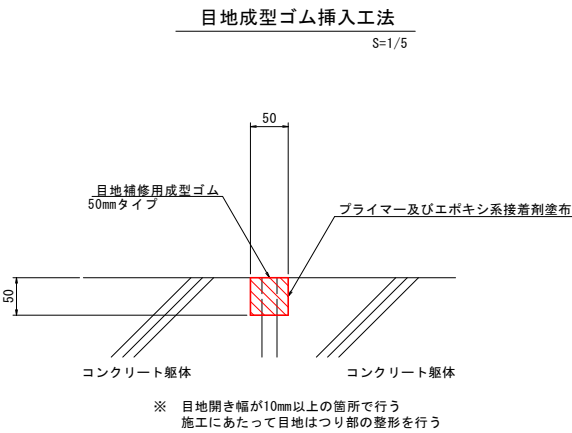 目地成型ゴム挿入工法
S=1/5
50
目地補修用成型ゴム
50mmタイプ
プライマー及びエポキシ系接着剤塗布
50
コンクリート躯体
コンクリート躯体
※ 目地開き幅が10mm以上の箇所で行う
施工にあたって目地はつり部の整形を行う